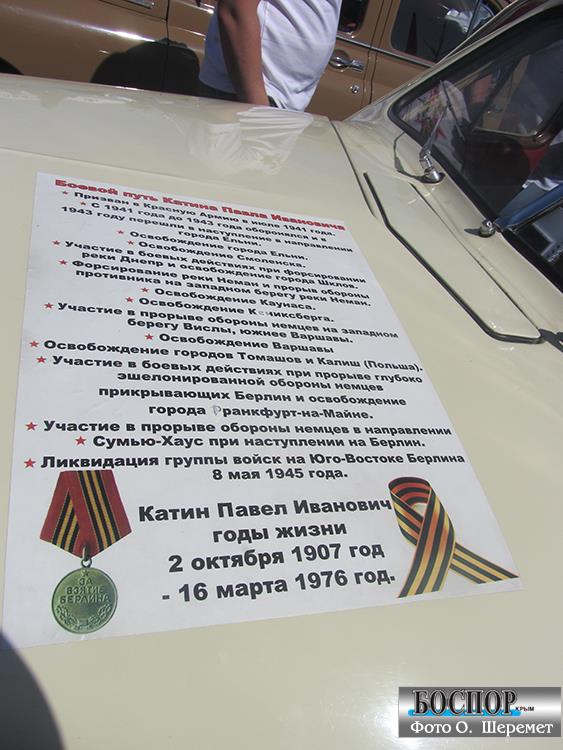 Боевой путь Катина Павла Ивановича
Призван в Красную Армию в июле 1941 года.
С 1941 года до 1943 года оборонялся и в
1943 году перешли в наступление в направлении
города Ельни.
Освобождение города Ельни.
Освобождение Смоленска.
Участие в боевых действиях при форсировании
реки Днепр и освобождение города Шклов.
Форсирование реки Неман и прорыв обороны
противника на западном берегу реки Неман.
Освобождение Каунаса.
Освобождение Кениксберга.
Участие в прорыве обороны немцев на западном
берегу Вислы, южнее Варшавы.
Освобождение Варшавы
Освобождение городов Томашов и Калиш (Польша).
Участие в боевых действиях при прорыве глубоко
эшелонированной обороны немцев
прикрывающих Берлин и освобождение
города Франкфурт-на-Майне.
Участие в прорыве обороны немцев в направлении
Сумью-Хаус при наступлении на Берлин.
Ликвидация группы войск на Юго-Востоке Берлина
8 мая 1945 года.
Катин Павел Иванович
годы жизни
2 октября 1907 год
- 16 марта 1976 год.
ЗА
ВЗЯТИЕ
БЕРЛИНА
БОСПОР КРЫМ
Фото О. Шеремет